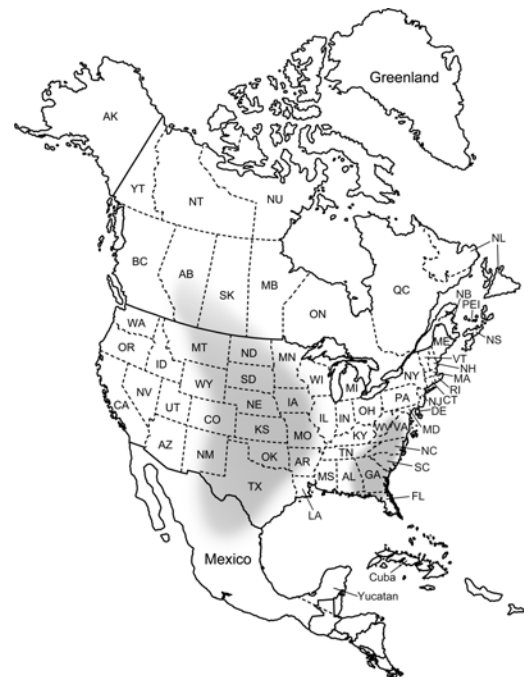 Greenland
AK
YT
NT
NU
NL
BC
AB
SK
MB
ON
QC
NB
PEI
NS
WA
OR
ID
MT
ND
MN
ME
VT
NH
MA
RI
CT
NJ
DE
MD
NY
WI
MI
PA
SD
WY
NE
IA
NV
UT
CO
KS
MO
IL
IN
OH
KY
WV
VA
CA
AZ
NM
OK
AR
TN
NC
SC
TX
MS
AL
GA
LA
FL
Mexico
Cuba
Yucatan